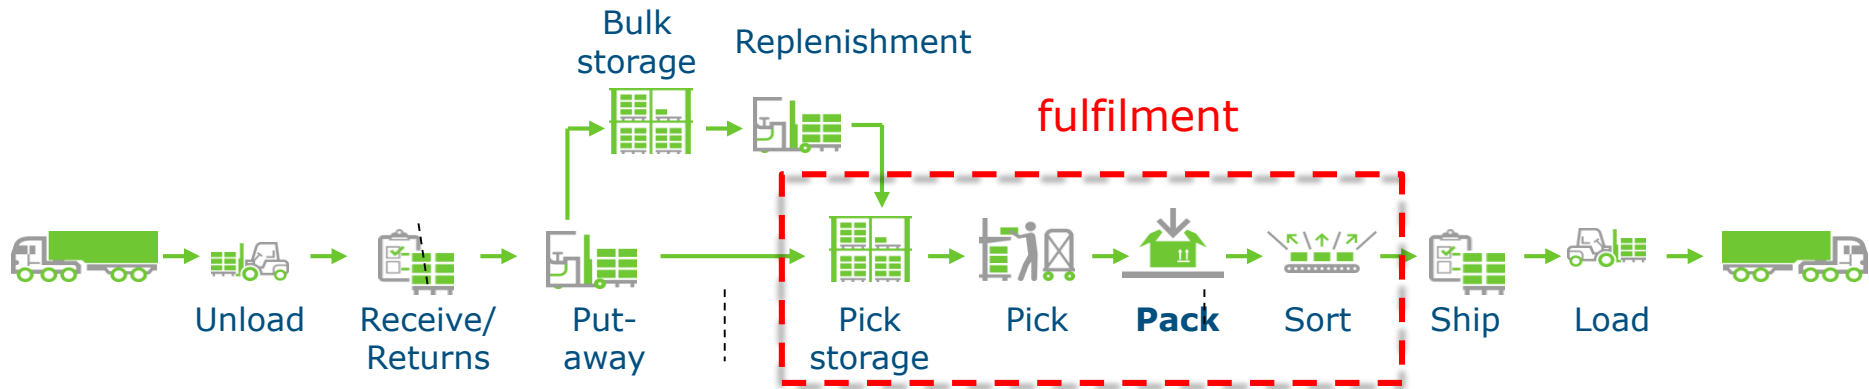 Bulk
storage
Replenishment
fulfilment
Unload
Receive/
Returns
Put-
away
Pick
storage
Pick
Pack
Sort
Ship
Load